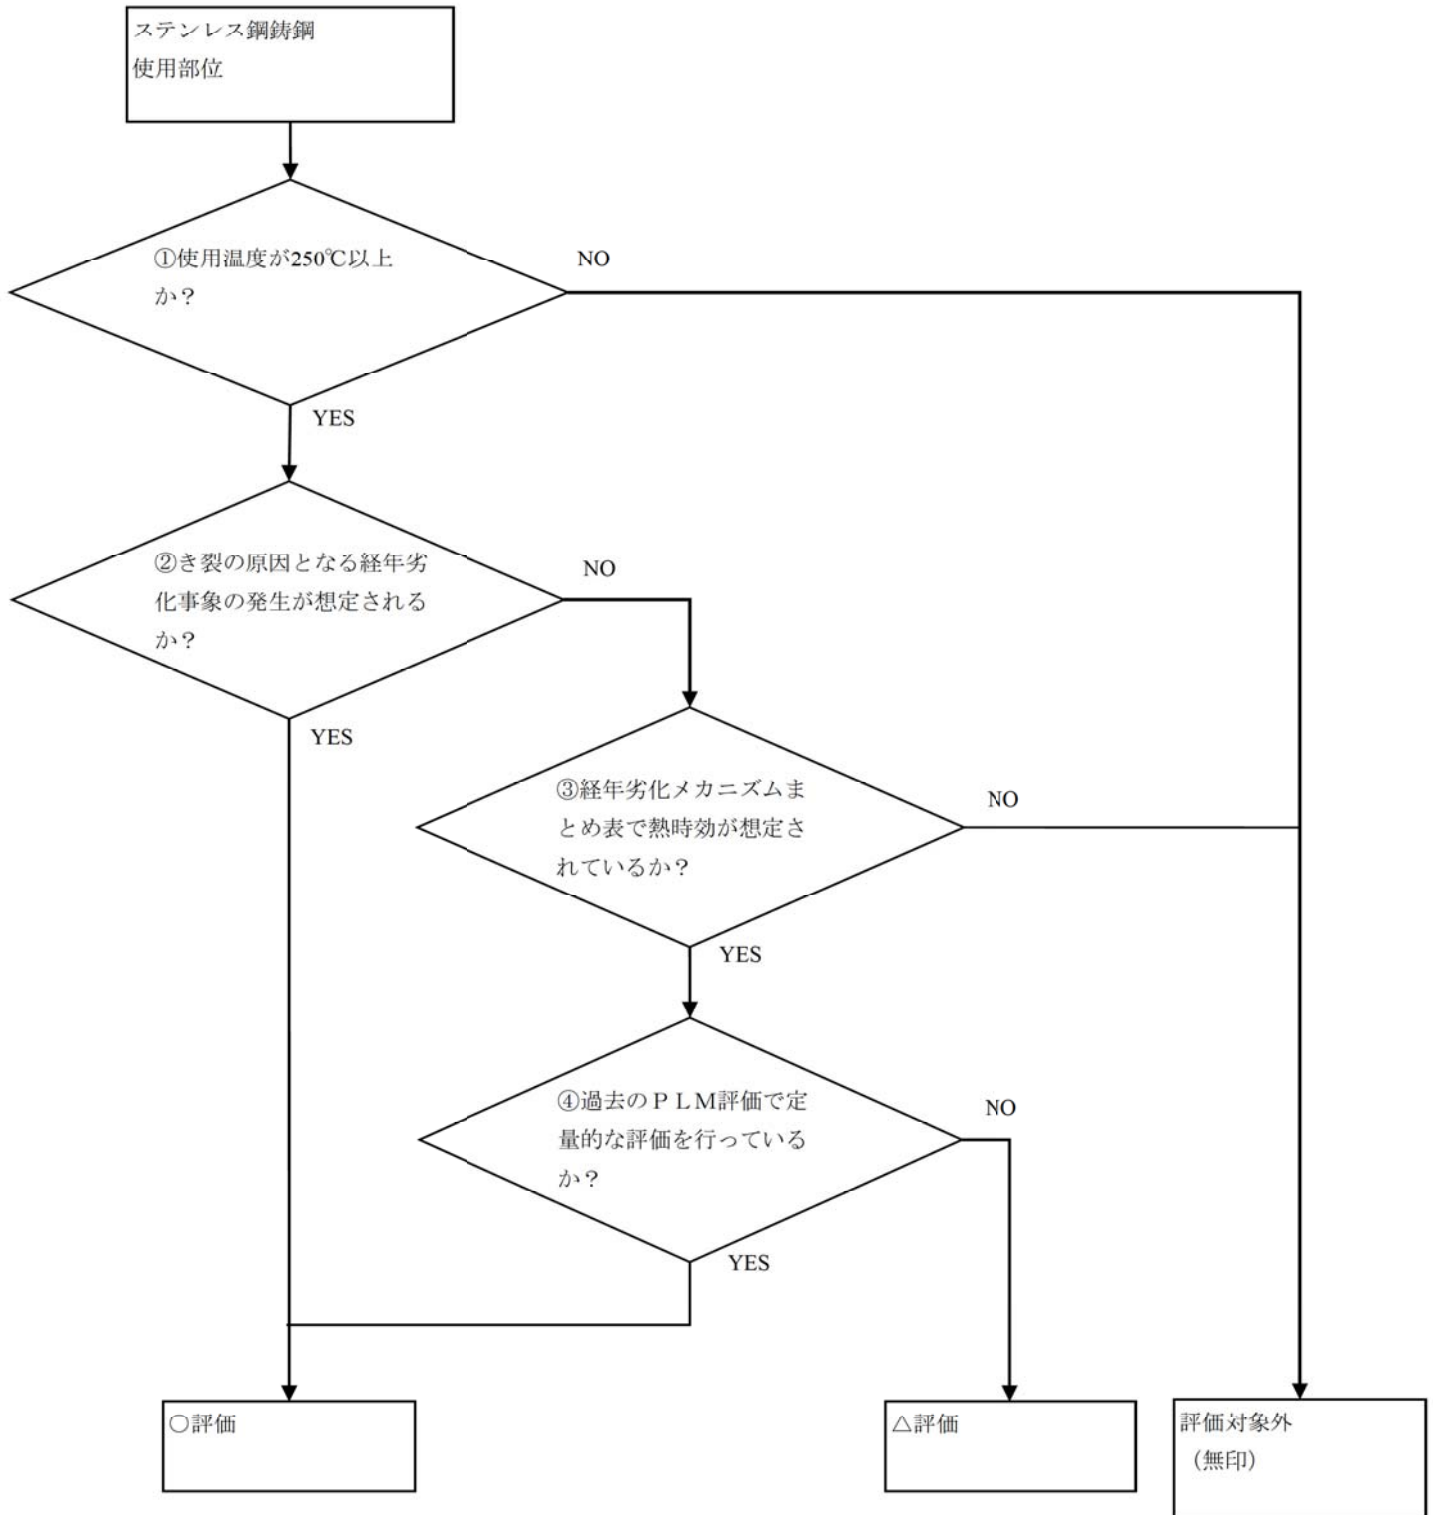 ステンレス鋼鋳鋼
使用部位
①使用温度が250℃以上
か？
NO
YES
②き裂の原因となる経年劣
化事象の発生が想定される
か？
NO
YES
③経年劣化メカニズムま
とめ表で熱時効が想定さ
れているか？
NO
YES
④過去のＰＬＭ評価で定
量的な評価を行っている
か？
NO
YES
○評価
△評価
評価対象外
（無印）